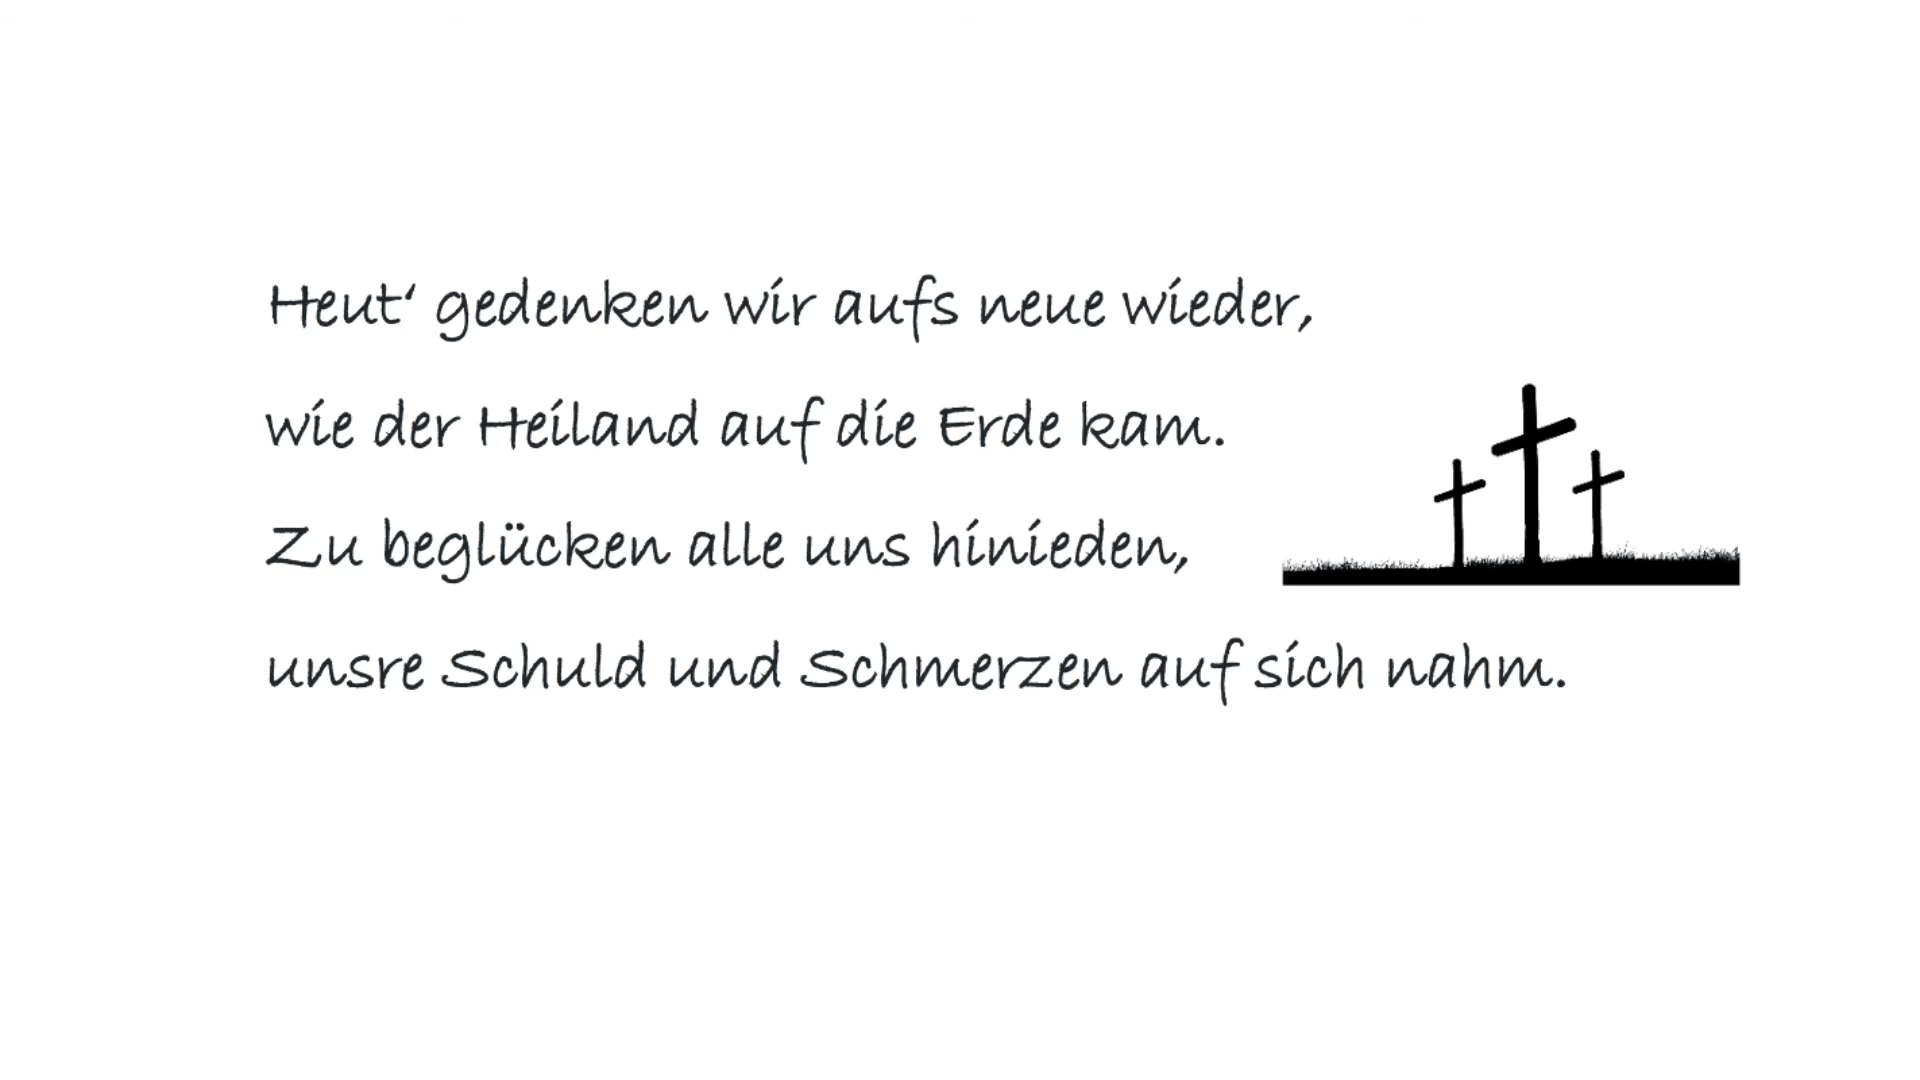 Heut‘ gedenken wir aufs neue wieder,
wie der Heiland auf die Erde kam.
Zu beglücken alle uns hinieden,
unsre Schuld und Schmerzen auf sich nahm.